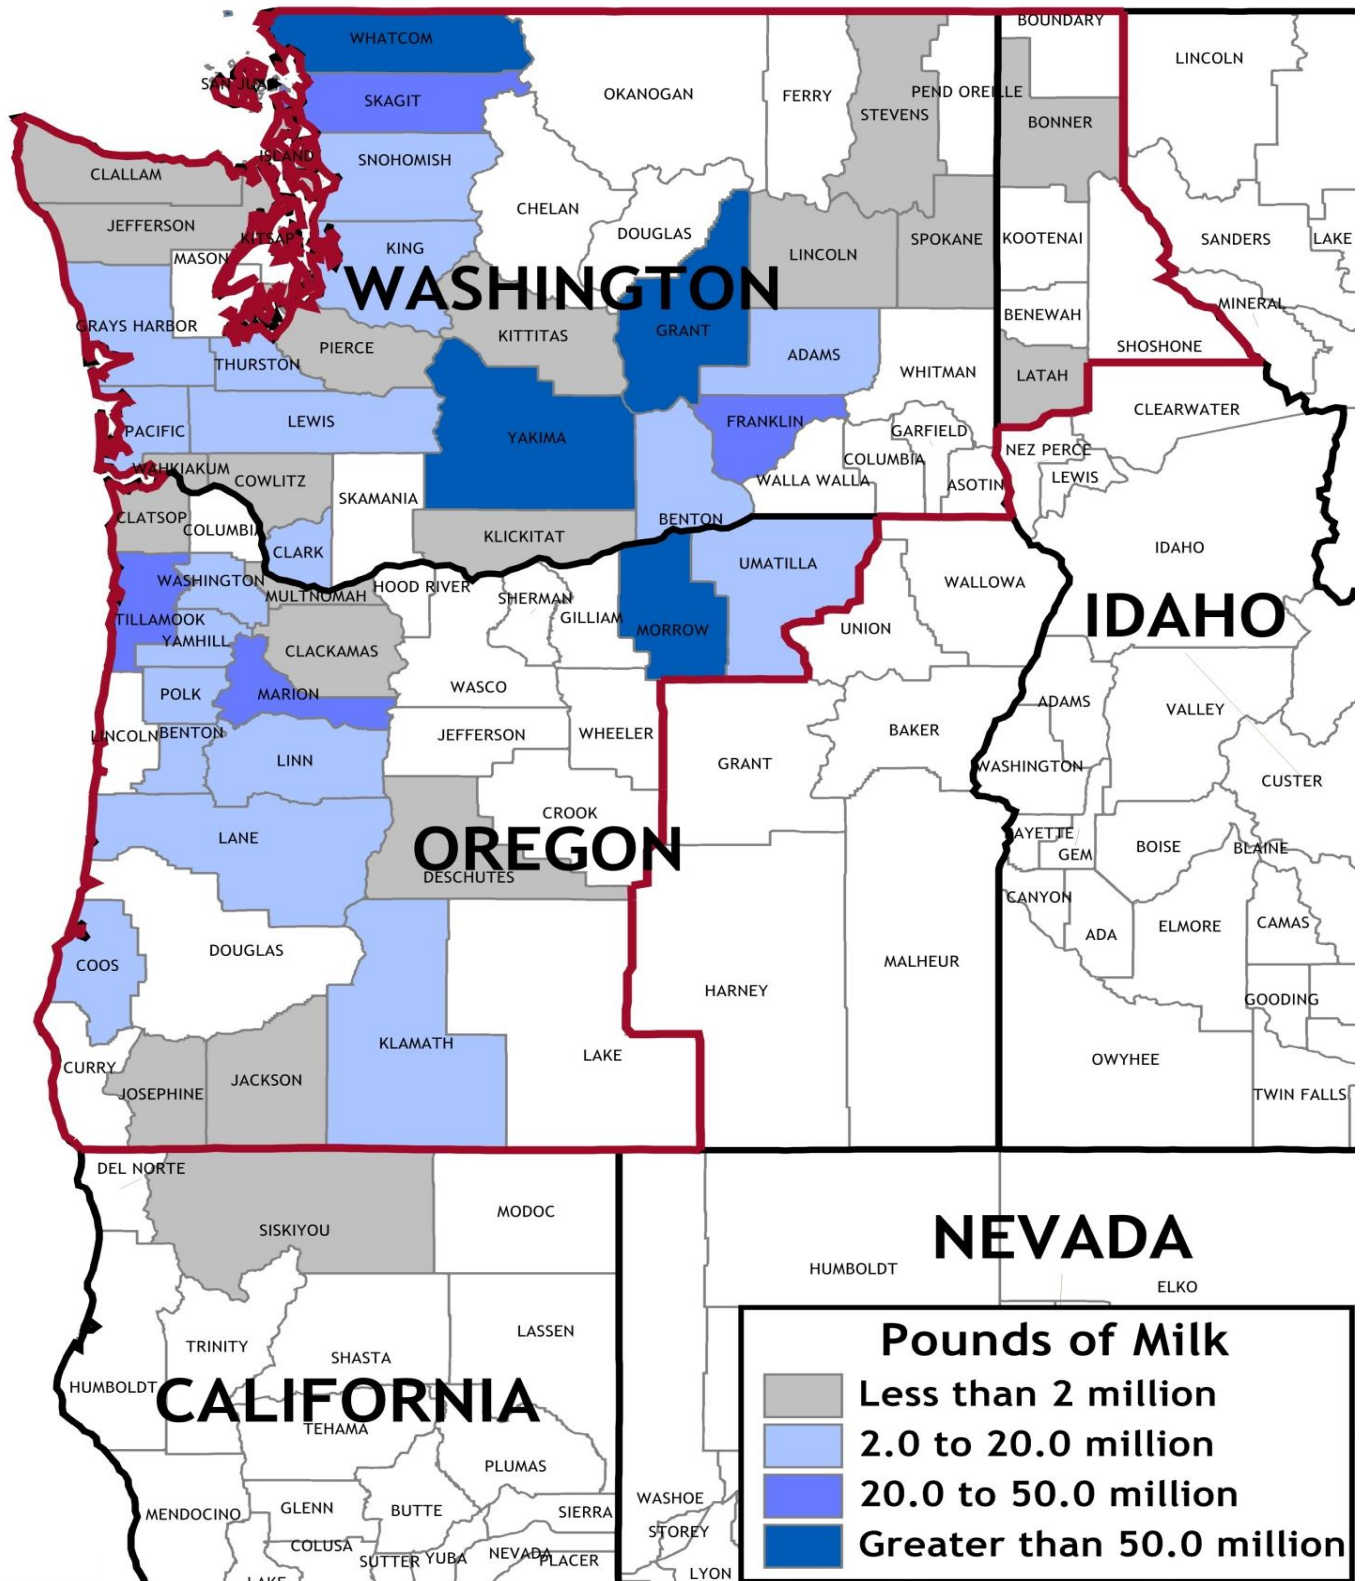 BOUNDARY
WHATCOM
LINCOLN
SAN JUAN
SKAGIT
OKANOGAN
FERRY
PEND OREILLE
STEVENS
BONNER
ISLAND
SNOHOMISH
CLALLAM
CHELAN
JEFFERSON
KITSAP
KING
DOUGLAS
SPOKANE
KOOTENAI
SANDERS
LAKE
MASON
LINCOLN
WASHINGTON
MINERAL
BENEWAH
GRAYS HARBOR
GRANT
KITTITAS
PIERCE
ADAMS
SHOSHONE
THURSTON
WHITMAN
LATAH
CLEARWATER
LEWIS
FRANKLIN
PACIFIC
YAKIMA
GARFIELD
NEZ PERCE
COLUMBIA
WAHKIAKUM
COWLITZ
WALLA WALLA
LEWIS
ASOTIN
SKAMANIA
CLATSOP
COLUMBIA
BENTON
KLICKITAT
CLARK
IDAHO
UMATILLA
WASHINGTON
WALLOWA
HOOD RIVER
MULTNOMAH
SHERMAN
GILLIAM
IDAHO
TILLAMOOK
MORROW
UNION
YAMHILL
CLACKAMAS
WASCO
POLK
MARION
ADAMS
VALLEY
LINCOLN
BENTON
JEFFERSON
WHEELER
BAKER
LINN
GRANT
WASHINGTON
CUSTER
CROOK
LANE
OREGON
PAYETTE
GEM
BOISE
BLAINE
DESCHUTES
CANYON
DOUGLAS
ADA
ELMORE
CAMAS
COOS
MALHEUR
HARNEY
GOODING
KLAMATH
LAKE
CURRY
OWYHEE
JOSEPHINE
JACKSON
TWIN FALLS
DEL NORTE
MODOC
SISKIYOU
NEVADA
HUMBOLDT
ELKO
LASSEN
TRINITY
SHASTA
HUMBOLDT
CALIFORNIA
TEHAMA
PLUMAS
MENDOCINO
GLENN
BUTTE
SIERRA
WASHOE
STOREY
COLUSA
SUTTER
YUBA
NEVADA
PLACER
LYON
LAKE
Pounds of Milk
Less than 2 million
2.0 to 20.0 million
20.0 to 50.0 million
Greater than 50.0 million